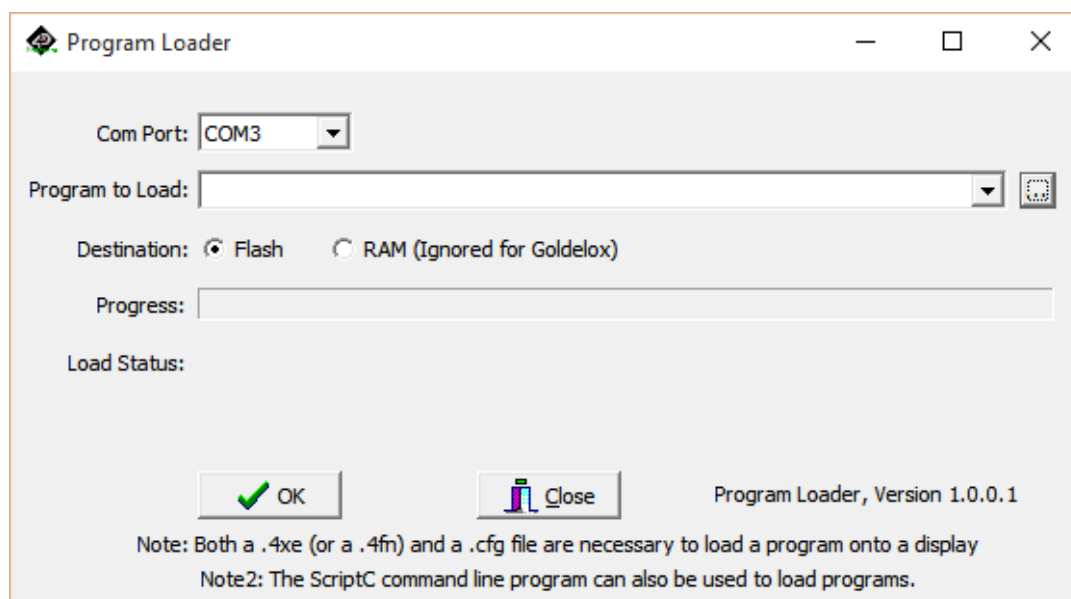 Program Loader
Com Port: COM3
Program to Load: ...
Destination: Flash RAM (Ignored for Goldelox)
Progress:
Load Status:
OK Close Program Loader, Version 1.0.0.1
Note: Both a .4xe (or a .4fn) and a .cfg file are necessary to load a program onto a display
Note2: The ScriptC command line program can also be used to load programs.